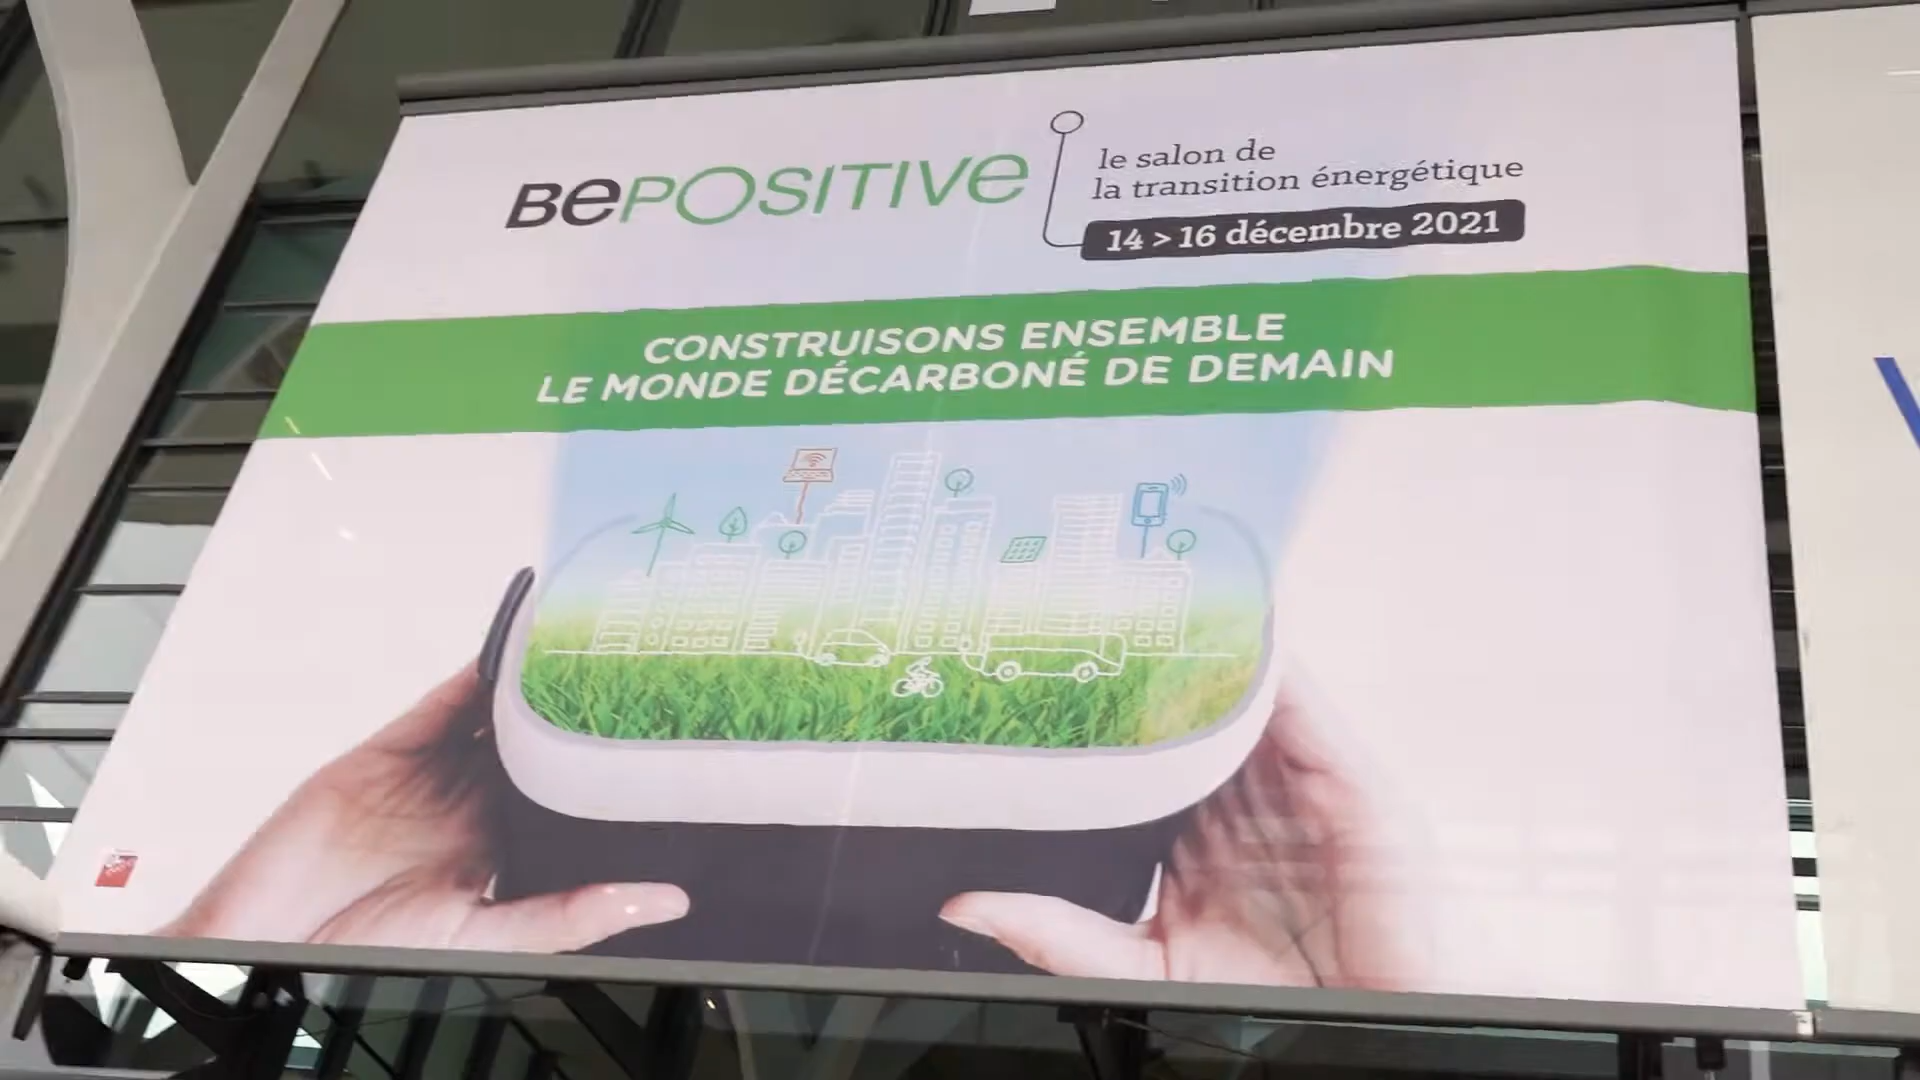 BePOSITIVe
le salon de
la transition énergétique
14 > 16 décembre 2021
CONSTRUISONS ENSEMBLE
LE MONDE DÉCARBONÉ DE DEMAIN